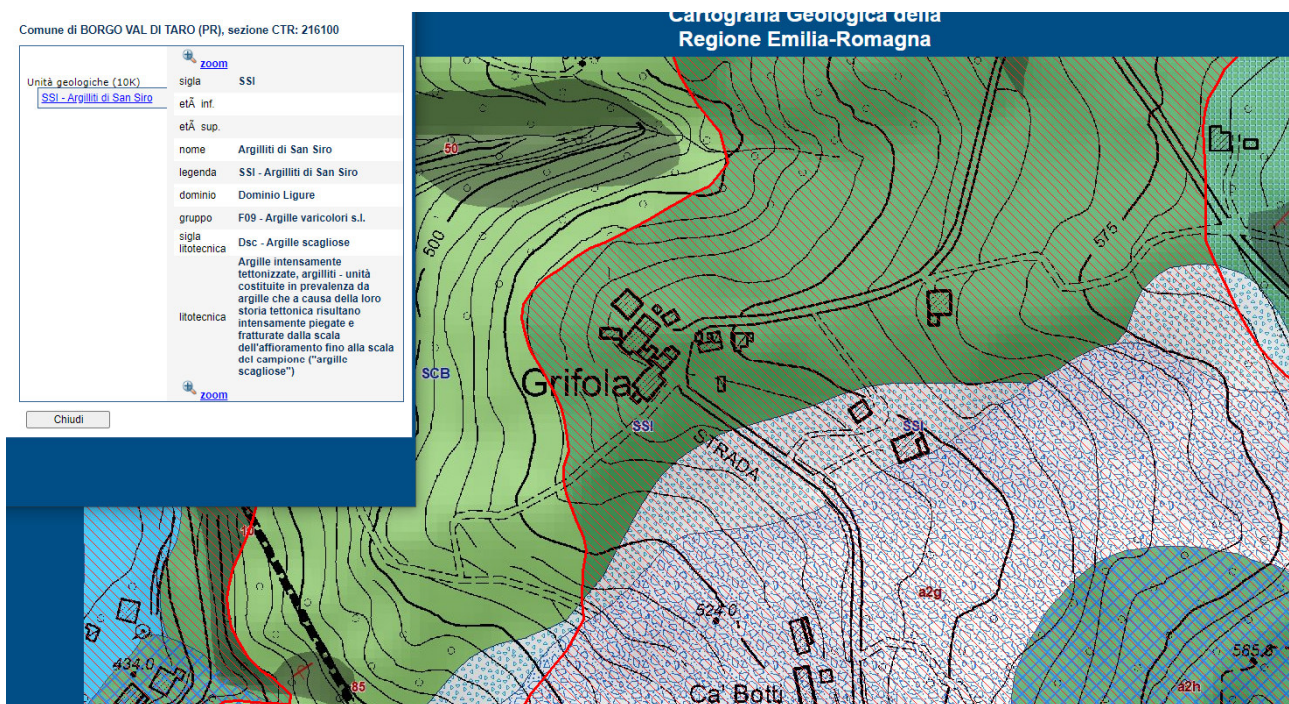 Comune di BORGO VAL DI TARO (PR), sezione CTR: 216100
Cartografia Geologica della
Regione Emilia-Romagna
Unità geologiche (10K)
SSI - Argilliti di San Siro
zoom
sigla SSI
etÃ inf.
etÃ sup.
nome Argilliti di San Siro
legenda SSI - Argilliti di San Siro
dominio Dominio Ligure
gruppo F09 - Argille varicolori s.l.
sigla
litotecnica Dsc - Argille scagliose
litotecnica
Argille intensamente
tettonizzate, argilliti - unità
costituite in prevalenza da
argille che a causa della loro
storia tettonica risultano
intensamente piegate e
fratturate dalla scala
dell'affioramento fino alla scala
del campione ("argille
scagliose")
zoom
Chiudi
50
500
575
SCB
Grifola
SSI
STRADA
SSI
10
a2g
524.0
434.0
85
Ca' Botti
565.8
a2h